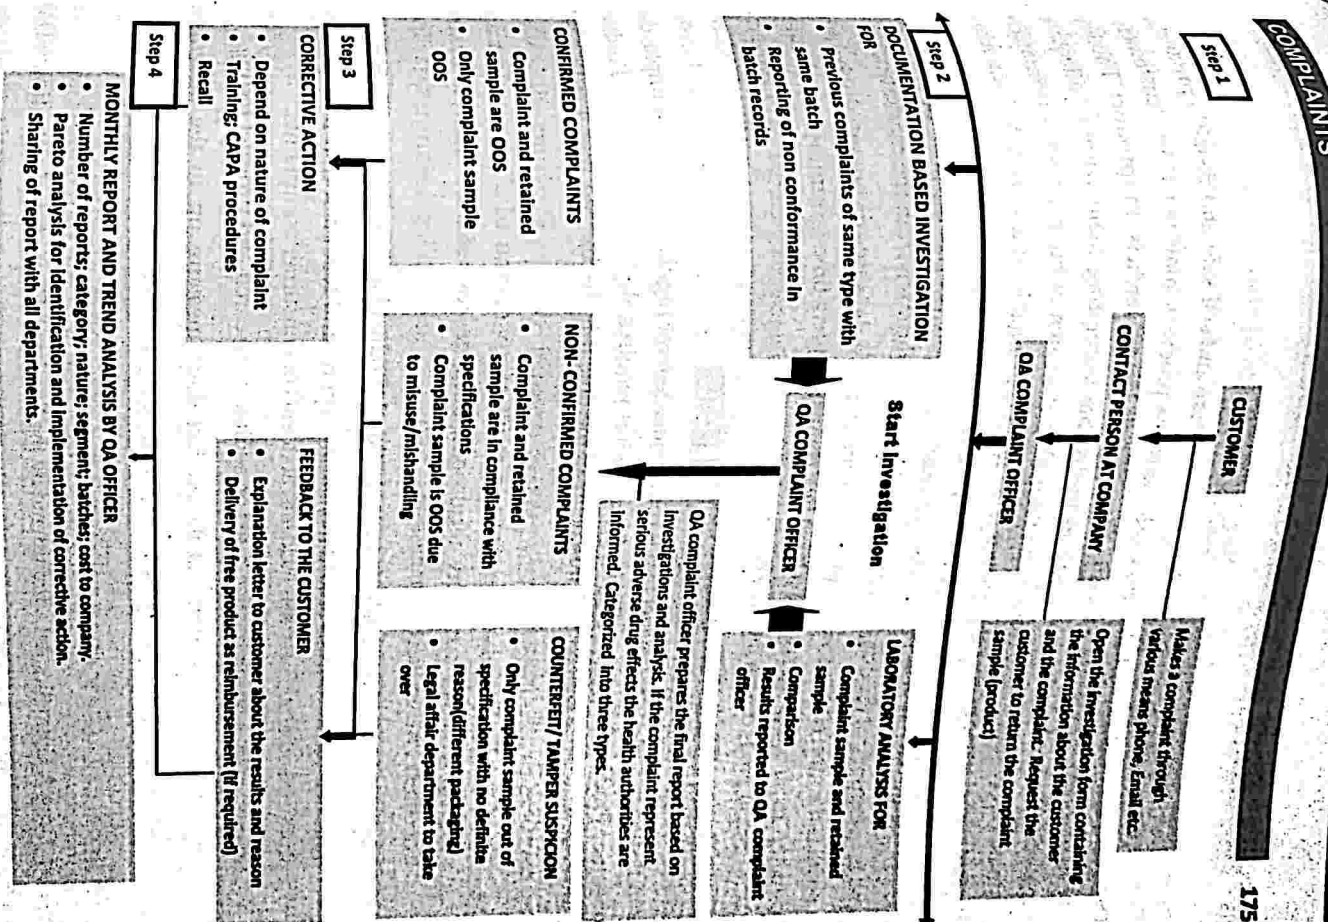 COMPLAINTS
175
Step 1
CUSTOMER
Makes a complaint through
various means phone, Email etc.
CONTACT PERSON AT COMPANY
Open the investigation form containing
the information about the customer
and the complaint. Request the
customer to return the complaint
sample (product)
QA COMPLAINT OFFICER
Step 2
Start investigation
DOCUMENTATION BASED INVESTIGATION
FOR
• Previous complaints of same type with
same batch
• Reporting of non conformance in
batch records
QA COMPLAINT OFFICER
LABORATORY ANALYSIS FOR
• Complaint sample and retained
sample
• Comparison
• Results reported to QA complaint
officer
QA complaint officer prepares the final report based on
investigations and analysis. If the complaint represent
serious adverse drug effects the health authorities are
informed. Categorized into three types.
CONFIRMED COMPLAINTS
• Complaint and retained
sample are OOS
• Only complaint sample
OOS
NON- CONFIRMED COMPLAINTS
• Complaint and retained
sample are in compliance with
specifications
• Complaint sample is OOS due
to misuse/mishandling
COUNTERFEIT/ TAMPER SUSPICION
• Only complaint sample out of
specification with no definite
reason(different packaging)
• Legal affair department to take
over
Step 3
CORRECTIVE ACTION
• Depend on nature of complaint
• Training; CAPA procedures
• Recall
FEEDBACK TO THE CUSTOMER
• Explanation letter to customer about the results and reason
• Delivery of free product as reimbursement (if required)
Step 4
MONTHLY REPORT AND TREND ANALYSIS BY QA OFFICER
• Number of reports; category; nature; segment; batches; cost to company.
• Pareto analysis for identification and implementation of corrective action.
• Sharing of report with all departments.